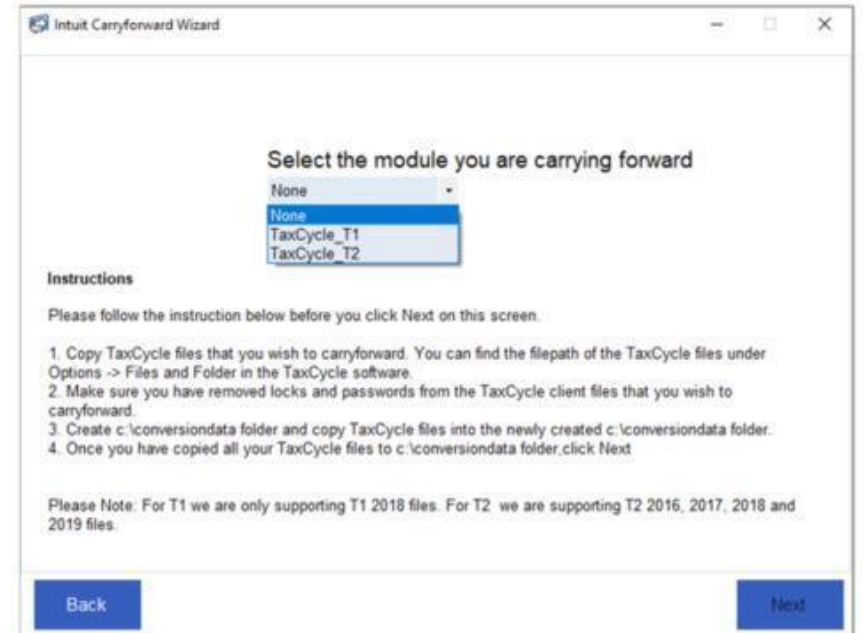 Intuit Carryforward Wizard
Select the module you are carrying forward
None
None
TaxCycle_T1
TaxCycle_T2
Instructions
Please follow the instruction below before you click Next on this screen.
1. Copy TaxCycle files that you wish to carryforward. You can find the filepath of the TaxCycle files under
Options -> Files and Folder in the TaxCycle software.
2. Make sure you have removed locks and passwords from the TaxCycle client files that you wish to
carryforward.
3. Create c:\conversiondata folder and copy TaxCycle files into the newly created c:\conversiondata folder.
4. Once you have copied all your TaxCycle files to c:\conversiondata folder,click Next
Please Note: For T1 we are only supporting T1 2018 files. For T2 we are supporting T2 2016, 2017, 2018 and
2019 files.
Back
Next